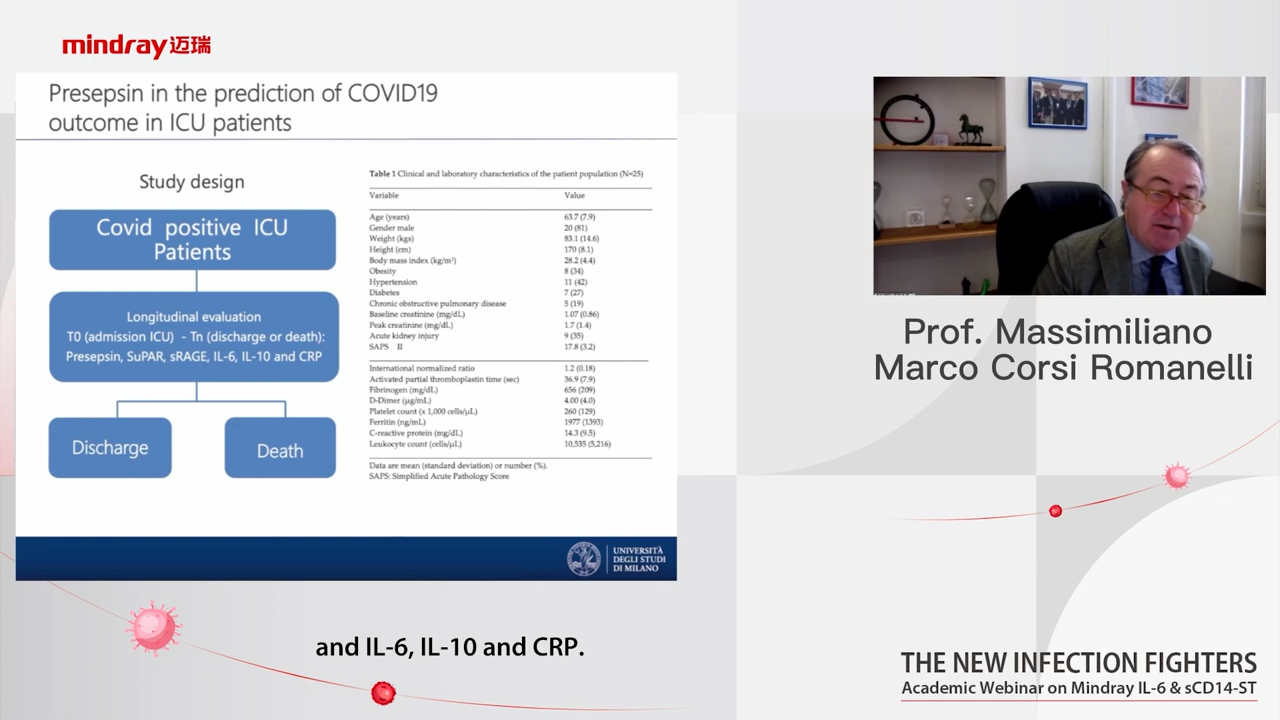 mindray迈瑞
Presepsin in the prediction of COVID19
outcome in ICU patients
Study design
Covid positive ICU
Patients
Longitudinal evaluation
T0 (admission ICU) - Tn (discharge or death):
Presepsin, SuPAR, sRAGE, IL-6, IL-10 and CRP
Discharge
Death
Table 1 Clinical and laboratory characteristics of the patient population (N=25)
Variable Value
Age (years) 63.7 (7.9)
Gender male 20 (81)
Weight (kgs) 83.1 (14.6)
Height (cm) 170 (8.1)
Body mass index (kg/m²) 28.2 (4.4)
Obesity 8 (34)
Hypertension 11 (42)
Diabetes 7 (27)
Chronic obstructive pulmonary disease 5 (19)
Baseline creatinine (mg/dL) 1.07 (0.86)
Peak creatinine (mg/dL) 1.7 (1.4)
Acute kidney injury 9 (35)
SAPS II 17.8 (3.2)
International normalized ratio 1.2 (0.18)
Activated partial thromboplastin time (sec) 36.9 (7.9)
Fibrinogen (mg/dL) 656 (209)
D-Dimer (μg/mL) 4.00 (4.0)
Platelet count (x 1,000 cells/μL) 260 (129)
Ferritin (ng/mL) 1977 (1393)
C-reactive protein (mg/dL) 14.3 (9.5)
Leukocyte count (cells/μL) 10,535 (5,216)
Data are mean (standard deviation) or number (%).
SAPS: Simplified Acute Pathology Score
UNIVERSITÀ
DEGLI STUDI
DI MILANO
Prof. Massimiliano
Marco Corsi Romanelli
and IL-6, IL-10 and CRP.
THE NEW INFECTION FIGHTERS
Academic Webinar on Mindray IL-6 & sCD14-ST